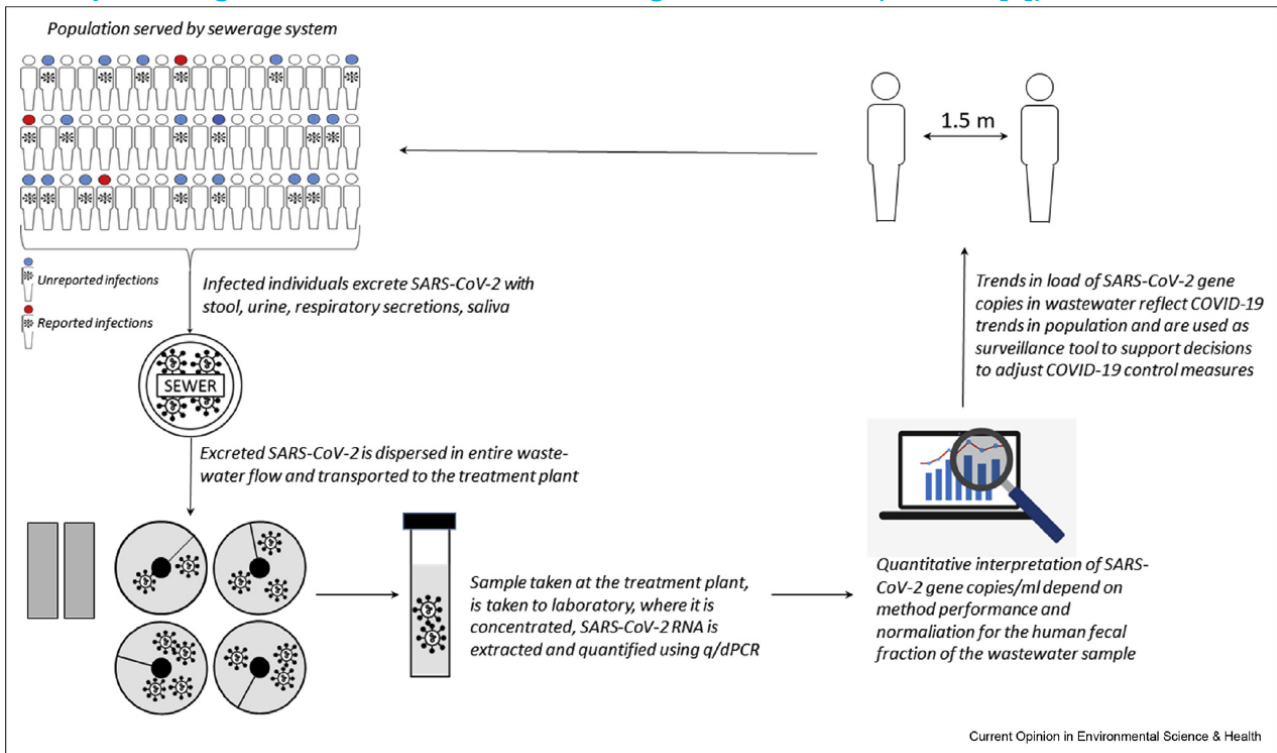 Population served by sewerage system
1.5 m
Unreported infections
Reported infections
Infected individuals excrete SARS-CoV-2 with
stool, urine, respiratory secretions, saliva
SEWER
Excreted SARS-CoV-2 is dispersed in entire waste-
water flow and transported to the treatment plant
Sample taken at the treatment plant,
is taken to laboratory, where it is
concentrated, SARS-CoV-2 RNA is
extracted and quantified using q/dPCR
Quantitative interpretation of SARS-
CoV-2 gene copies/ml depend on
method performance and
normaliation for the human fecal
fraction of the wastewater sample
Trends in load of SARS-CoV-2 gene
copies in wastewater reflect COVID-19
trends in population and are used as
surveillance tool to support decisions
to adjust COVID-19 control measures
Current Opinion in Environmental Science & Health